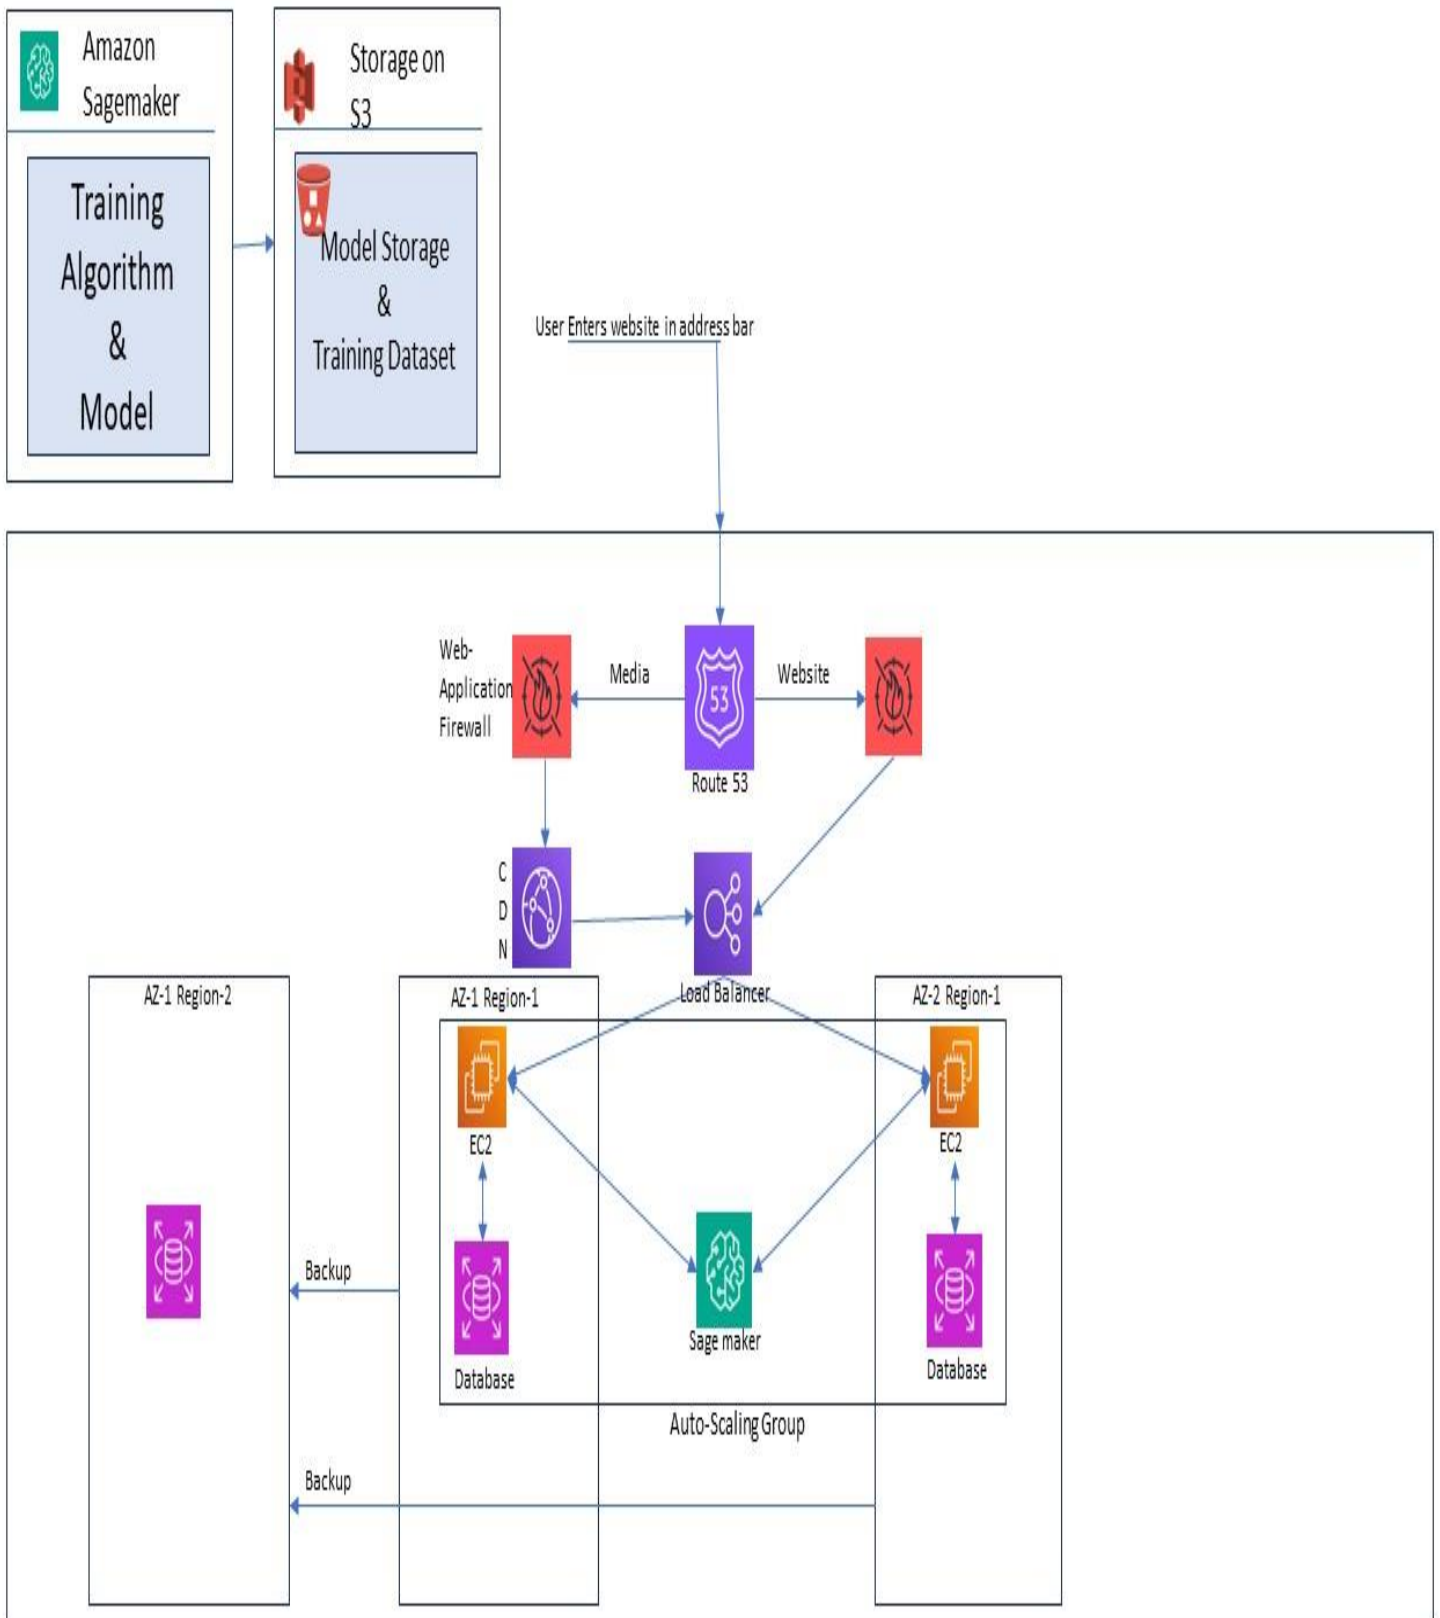 Amazon
Sagemaker
Training
Algorithm
&
Model
Storage on
S3
Model Storage
&
Training Dataset
User Enters website in address bar
Web-
Application
Firewall
Media
53
Website
Route 53
C
D
N
Load Balancer
AZ-1 Region-2
AZ-1 Region-1
AZ-2 Region-1
EC2
EC2
Backup
Sage maker
Database
Database
Auto-Scaling Group
Backup